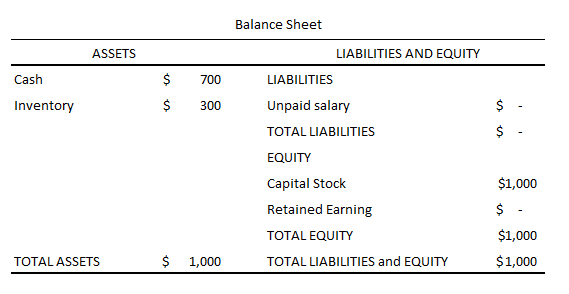 Balance Sheet
ASSETS LIABILITIES AND EQUITY
Cash $ 700 LIABILITIES
Inventory $ 300 Unpaid salary $ -
TOTAL LIABILITIES $ -
EQUITY
Capital Stock $1,000
Retained Earning $ -
TOTAL EQUITY $1,000
TOTAL ASSETS $ 1,000 TOTAL LIABILITIES and EQUITY $1,000